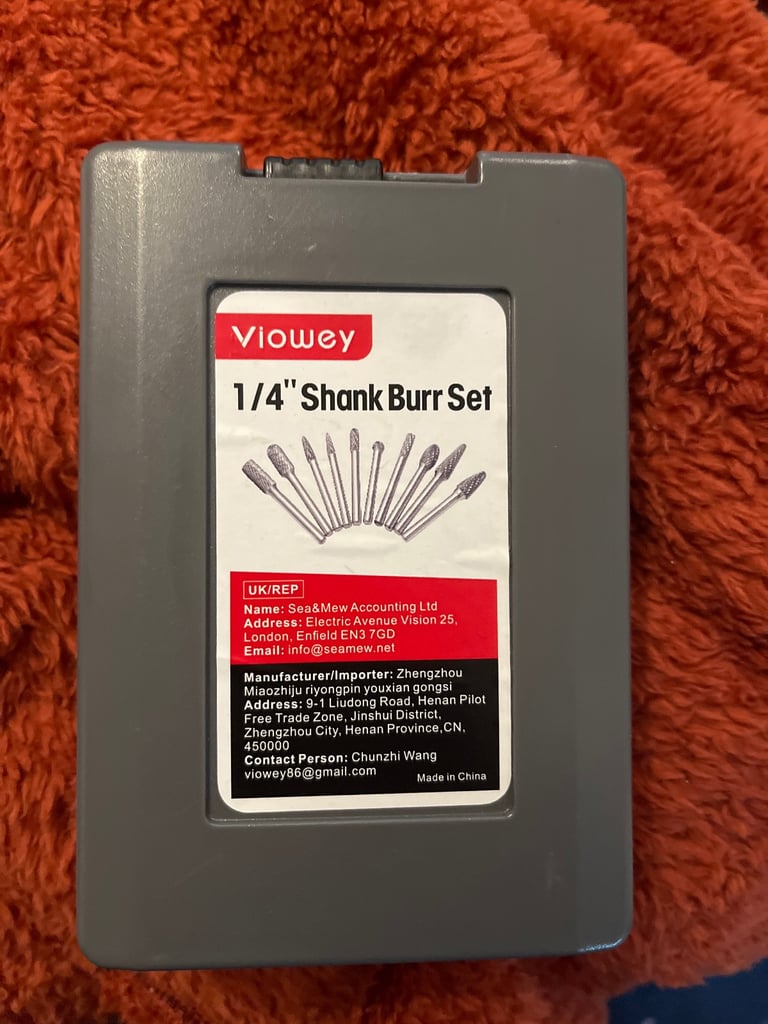 Viowey
1/4" Shank Burr Set
UK/REP
Name: Sea&Mew Accounting Ltd
Address: Electric Avenue Vision 25,
London, Enfield EN3 7GD
Email: info@seamew.net
Manufacturer/Importer: Zhengzhou
Miaozhiju riyongpin youxian gongsi
Address: 9-1 Liudong Road, Henan Pilot
Free Trade Zone, Jinshui District,
Zhengzhou City, Henan Province,CN,
450000
Contact Person: Chunzhi Wang
viowey86@gmail.com
Made in China